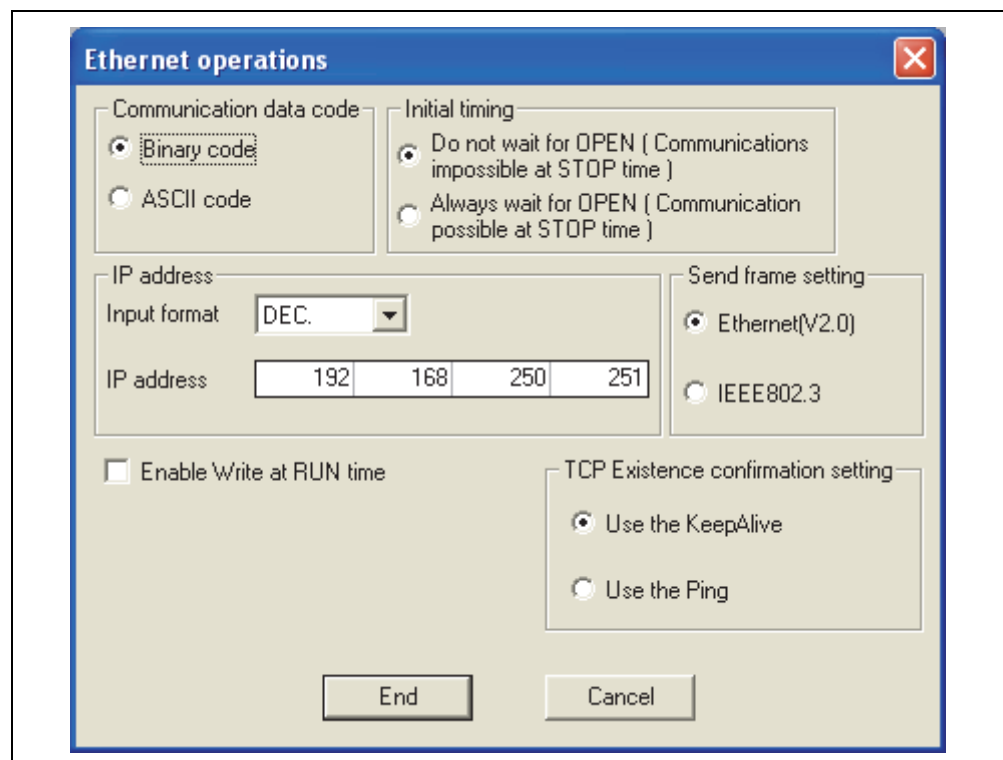 Ethernet operations
Communication data code
Binary code
ASCII code
Initial timing
Do not wait for OPEN ( Communications
impossible at STOP time )
Always wait for OPEN ( Communication
possible at STOP time )
IP address
Input format DEC.
IP address 192 168 250 251
Send frame setting
Ethernet(V2.0)
IEEE802.3
Enable Write at RUN time
TCP Existence confirmation setting
Use the KeepAlive
Use the Ping
End Cancel